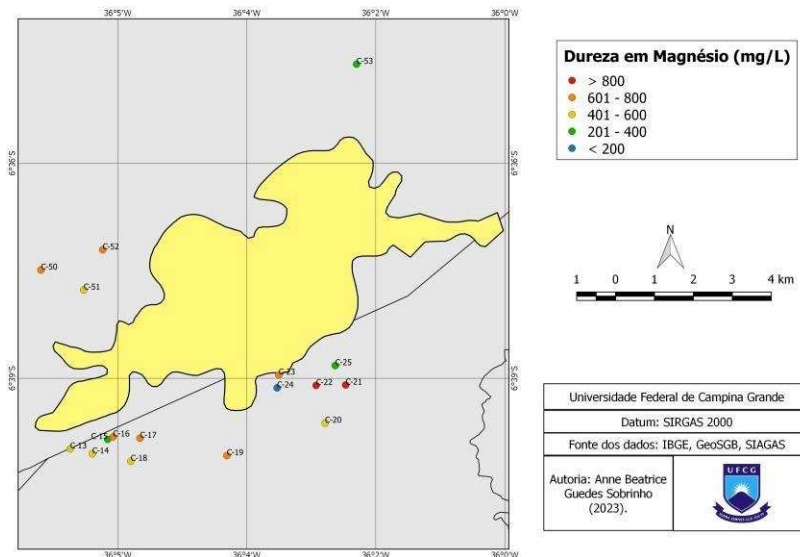 36°5'W 36°4'W 36°2'W 36°0'W
6°36'S
6°39'S
C-53
C-52
C-50
C-51
C-25
C-23
C-24
C-22
C-21
C-20
C-15
C-16
C-17
C-13
C-14
C-18
C-19
36°5'W 36°4'W 36°2'W 36°0'W
6°36'S
6°39'S
Dureza em Magnésio (mg/L)
> 800
601 - 800
401 - 600
201 - 400
< 200
N
1 0 1 2 3 4 km
Universidade Federal de Campina Grande
Datum: SIRGAS 2000
Fonte dos dados: IBGE, GeoSGB, SIAGAS
Autoria: Anne Beatrice
Guedes Sobrinho
(2023).
UFCG